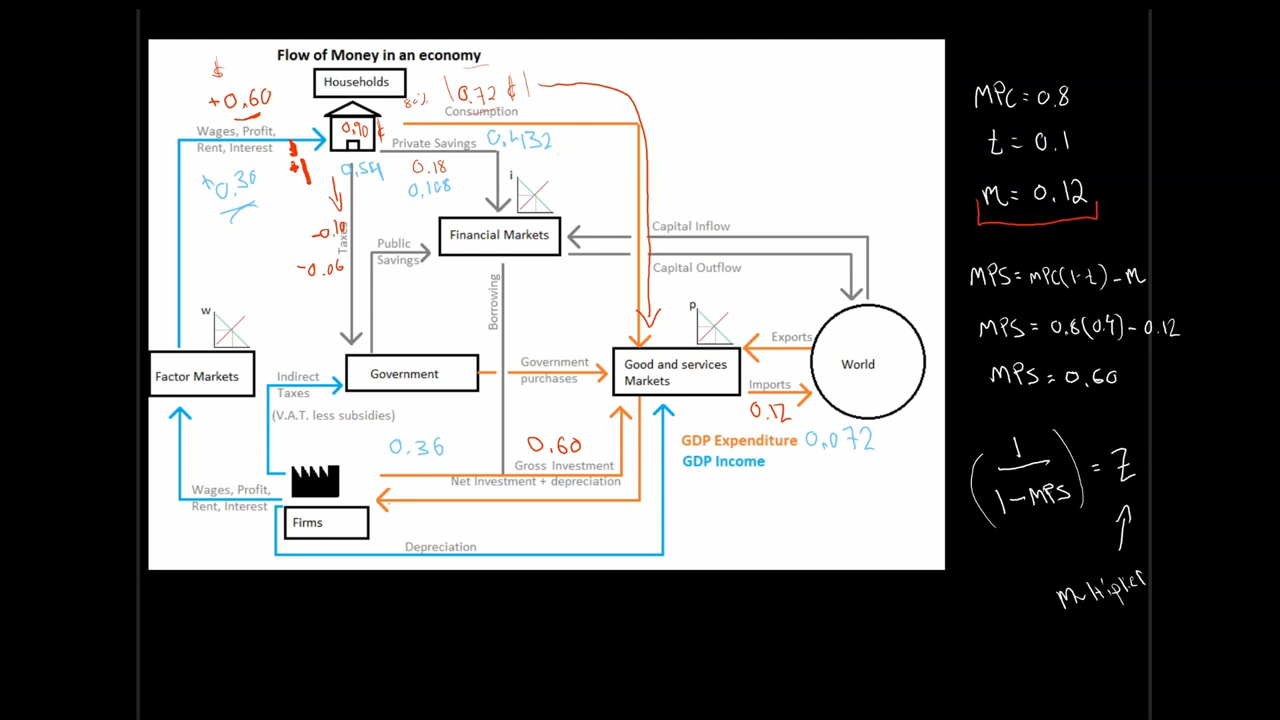 Flow of Money in an economy
$
+0.60
Households
80%
0.72 ¢
Consumption
Wages, Profit,
Rent, Interest
0.90 ¢
Private Savings
0.432
+0.36
0.54
0.18
0.108
i
-0.10
-0.06
Taxes
Public
Savings
Financial Markets
Capital Inflow
Capital Outflow
Borrowing
w
p
Factor Markets
Indirect
Taxes
(V.A.T. less subsidies)
Government
Government
purchases
Good and services
Markets
Exports
Imports
0.12
World
0.36
0.60
GDP Expenditure
0.072
GDP Income
Gross Investment
Net Investment + depreciation
Wages, Profit,
Rent, Interest
Firms
Depreciation
MPC = 0.8
t = 0.1
m = 0.12
MPS = MPC(1-t) - m
MPS = 0.8(0.9) - 0.12
MPS = 0.60
(1 / 1-MPS) = Z
Multiplier